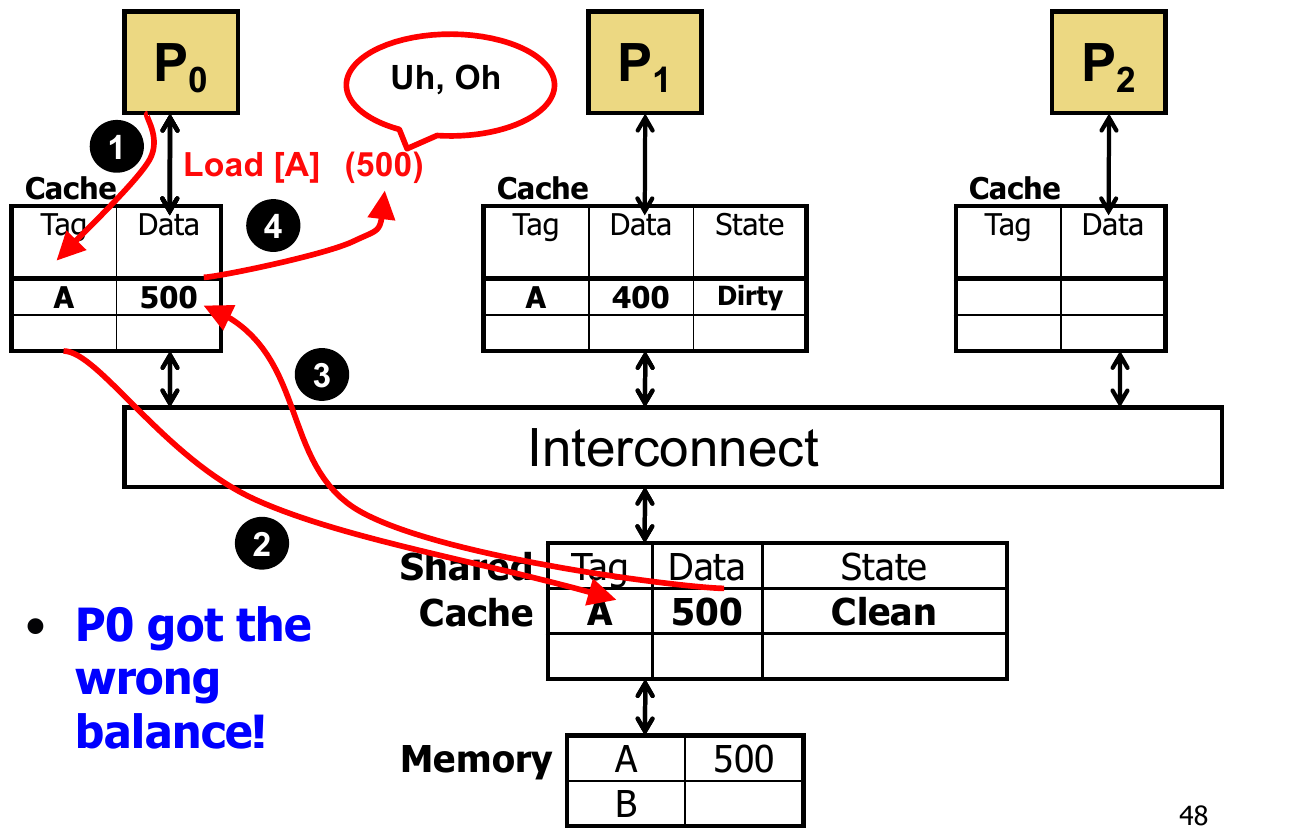 P0 P1 P2
Uh, Oh
1
Load [A] (500)
Cache Cache Cache
Tag Data Tag Data State Tag Data
4
A 500 A 400 Dirty
3
Interconnect
2
Shared Cache
Tag Data State
A 500 Clean
• P0 got the
wrong
balance!
Memory
A 500
B
48